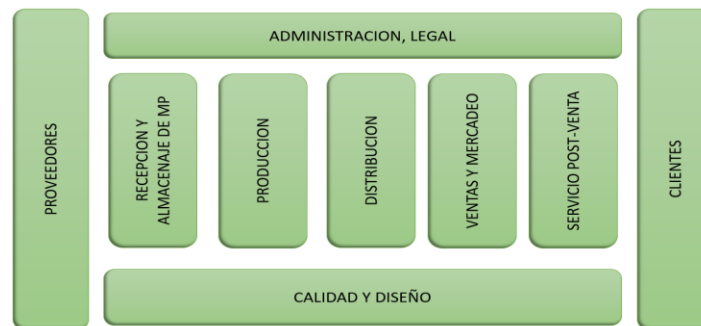 PROVEEDORES
ADMINISTRACION, LEGAL
RECEPCION Y
ALMACENAJE DE MP
PRODUCCION
DISTRIBUCION
VENTAS Y MERCADEO
SERVICIO POST-VENTA
CALIDAD Y DISEÑO
CLIENTES